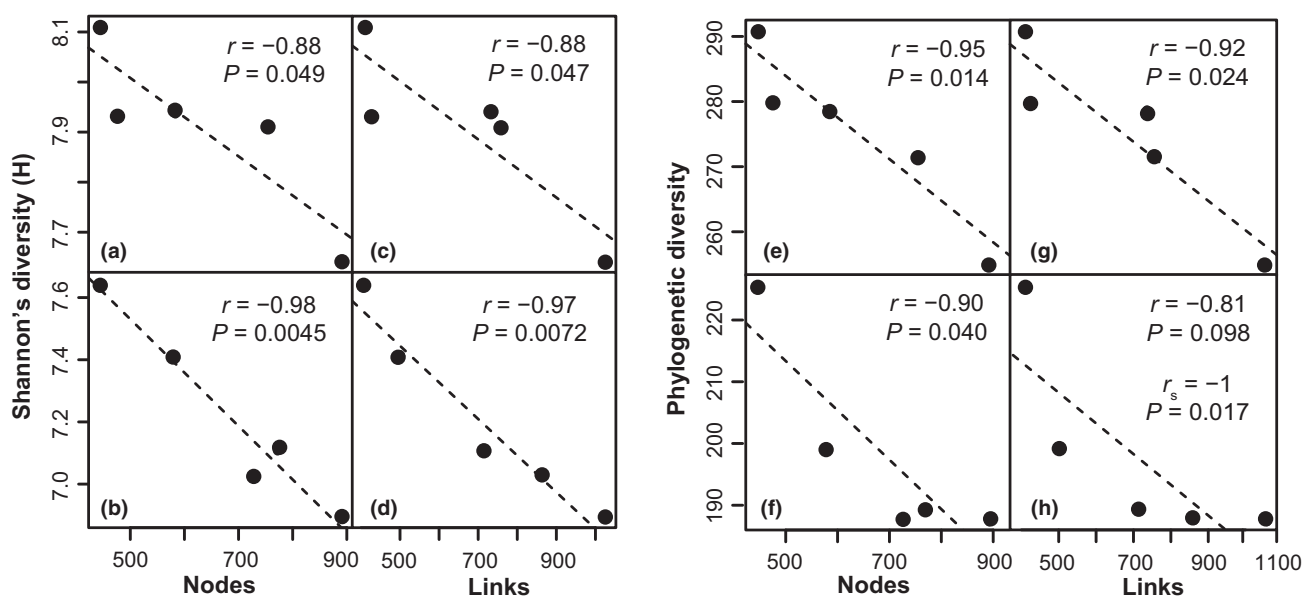 Shannon's diversity (H)
8.1
7.9
7.7
r = −0.88
P = 0.049
(a)
r = −0.88
P = 0.047
(c)
7.6
7.4
7.2
7.0
r = −0.98
P = 0.0045
(b)
r = −0.97
P = 0.0072
(d)
500 700 900 500 700 900
Nodes Links
Phylogenetic diversity
290
280
270
260
r = −0.95
P = 0.014
(e)
r = −0.92
P = 0.024
(g)
220
210
200
190
r = −0.90
P = 0.040
(f)
r = −0.81
P = 0.098
rs = −1
P = 0.017
(h)
500 700 900 500 700 900 1100
Nodes Links